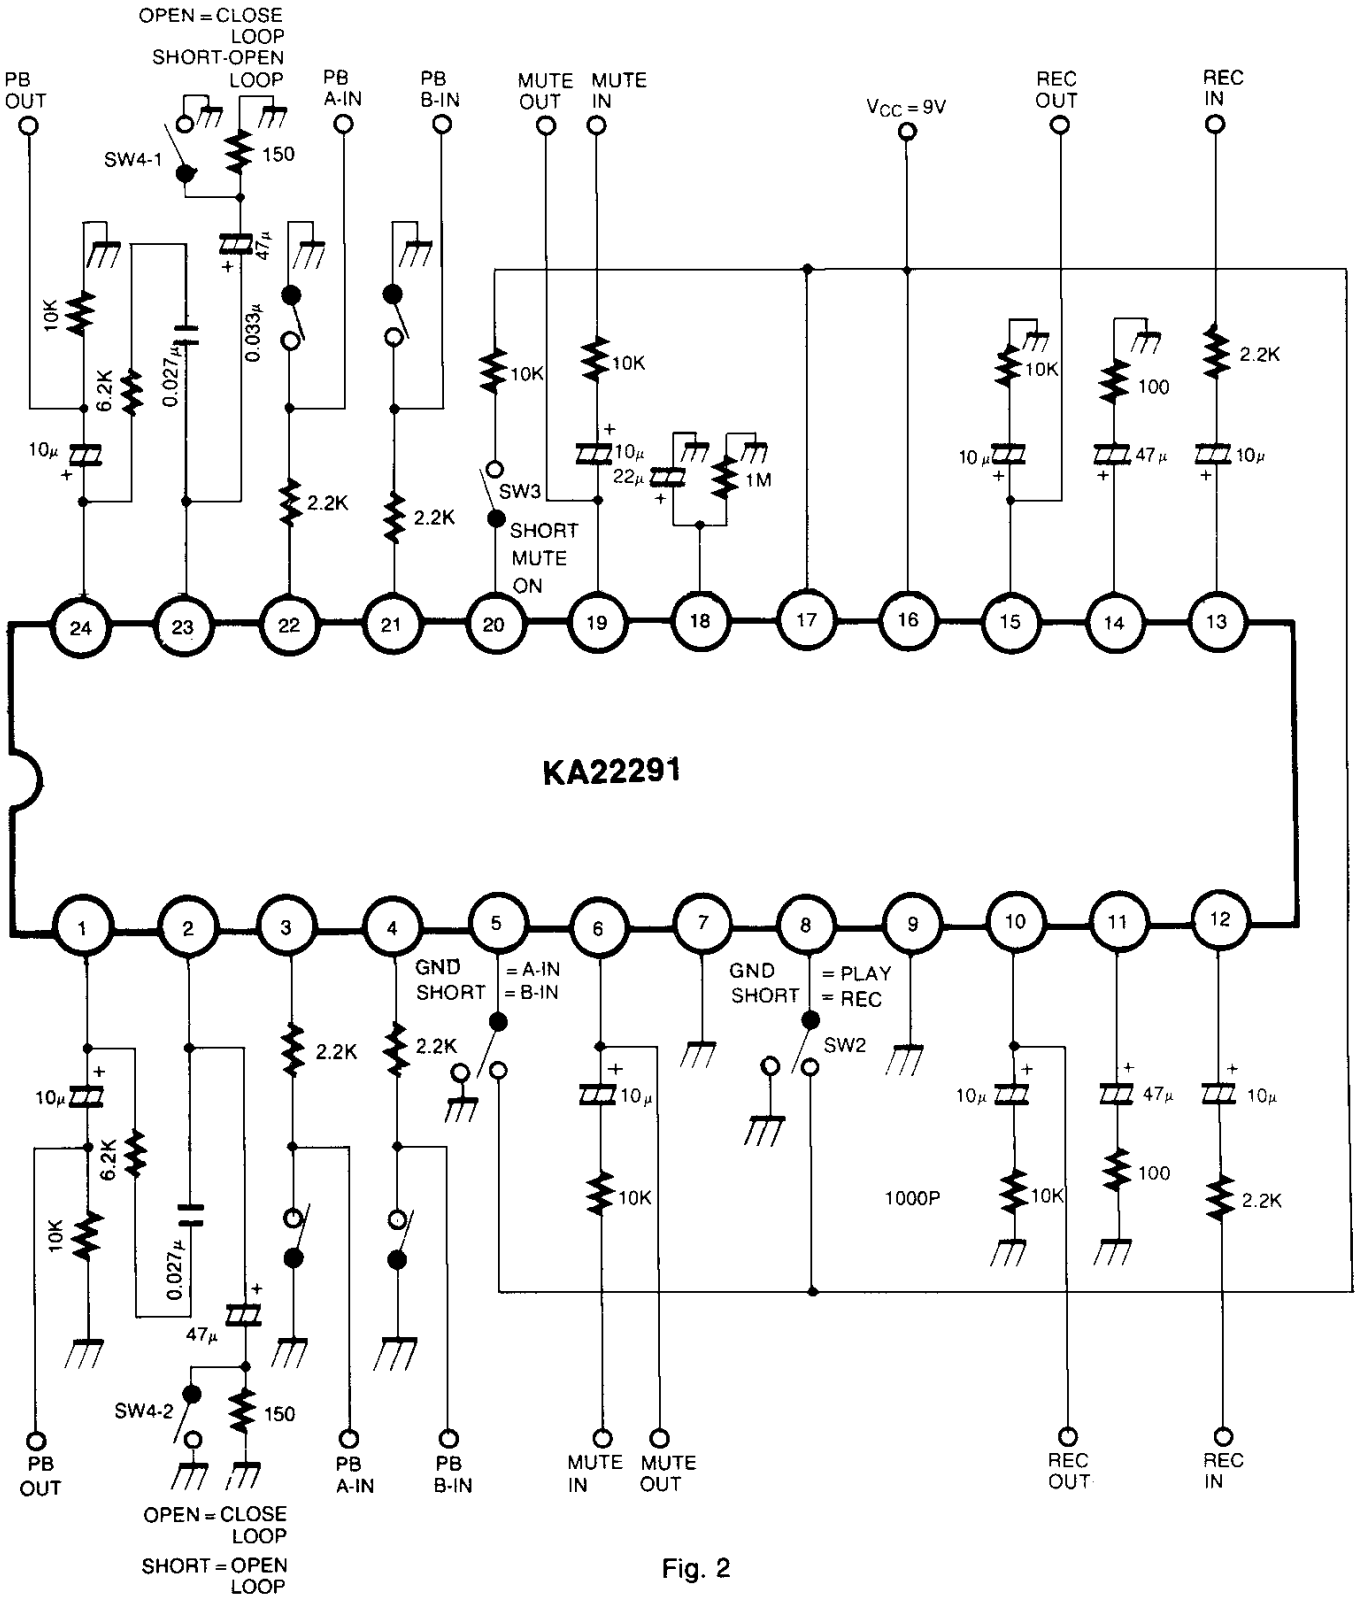 OPEN = CLOSE
LOOP
SHORT-OPEN
LOOP
PB
OUT
PB
A-IN
PB
B-IN
MUTE
OUT
MUTE
IN
VCC = 9V
REC
OUT
REC
IN
SW4-1
150
47μ
10K
6.2K
0.027μ
0.033μ
10μ
2.2K
2.2K
10K
SW3
SHORT
MUTE
ON
10K
10μ
22μ
1M
10K
10μ
100
47μ
2.2K
10μ
24
23
22
21
20
19
18
17
16
15
14
13
KA22291
1
2
3
4
5
6
7
8
9
10
11
12
GND = A-IN
SHORT = B-IN
GND = PLAY
SHORT = REC
SW2
10μ
6.2K
10K
0.027μ
47μ
2.2K
2.2K
10μ
10K
10μ
1000P
10K
47μ
100
10μ
2.2K
SW4-2
150
PB
OUT
PB
A-IN
PB
B-IN
MUTE
IN
MUTE
OUT
REC
OUT
REC
IN
OPEN = CLOSE
LOOP
SHORT = OPEN
LOOP
Fig. 2